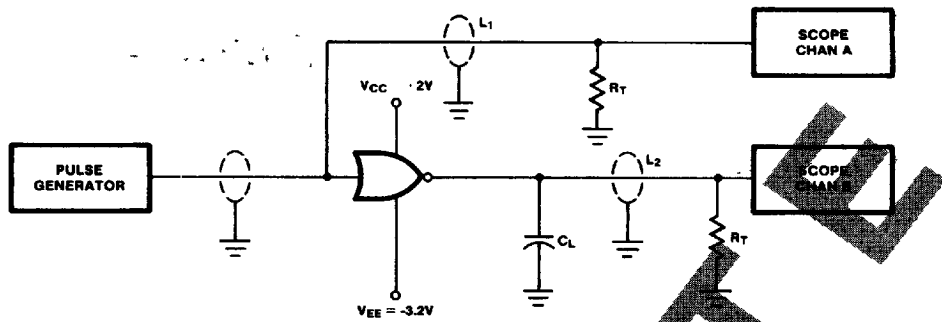 L1
SCOPE
CHAN A
VCC · 2V
RT
PULSE
GENERATOR
L2
SCOPE
CHAN B
CL
RT
VEE = -3.2V